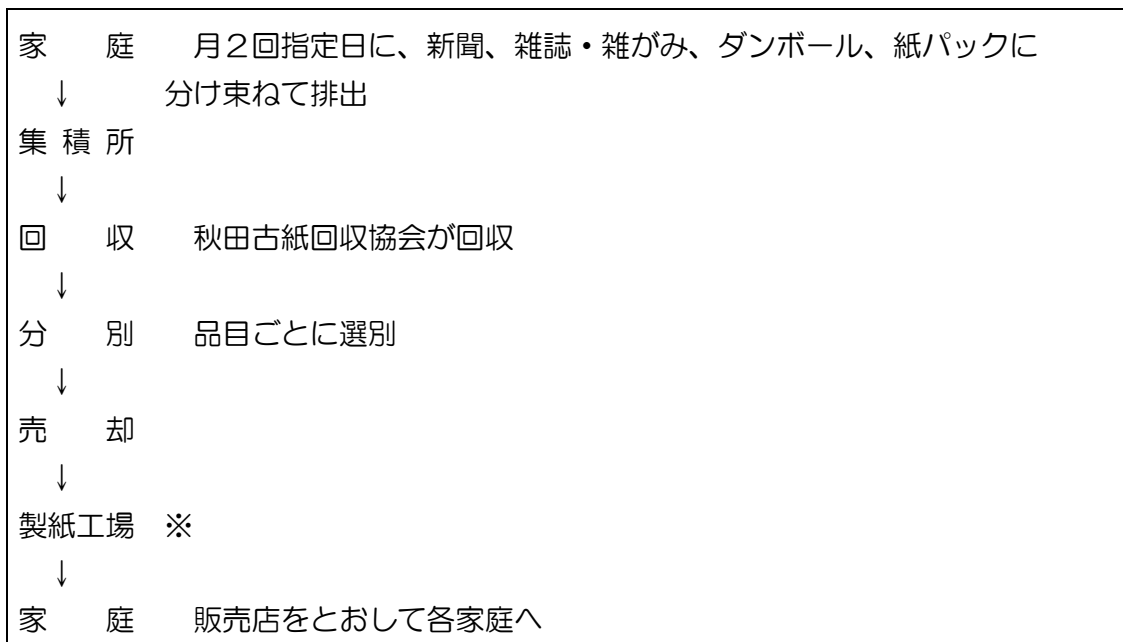 家　　庭　　月２回指定日に、新聞、雑誌・雑がみ、ダンボール、紙パックに
↓　　　分け束ねて排出
集 積 所
↓
回　　収　　秋田古紙回収協会が回収
↓
分　　別　　品目ごとに選別
↓
売　　却
↓
製紙工場　※
↓
家　　庭　　販売店をとおして各家庭へ